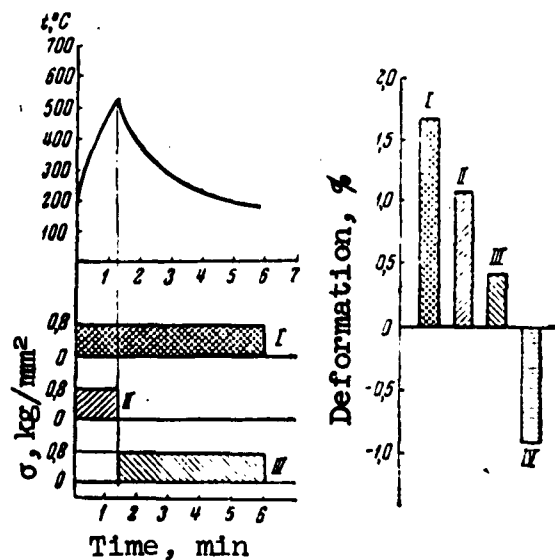 t,°C
700
600
500
400
300
200
100
1 2 3 4 5 6 7
0,8
0
I
0,8
0
II
0,8
0
III
σ, kg/mm²
1 2 3 4 5 6
Time, min
2,0
1,5
1,0
0,5
0
-0,5
-1,0
Deformation, %
I
II
III
IV